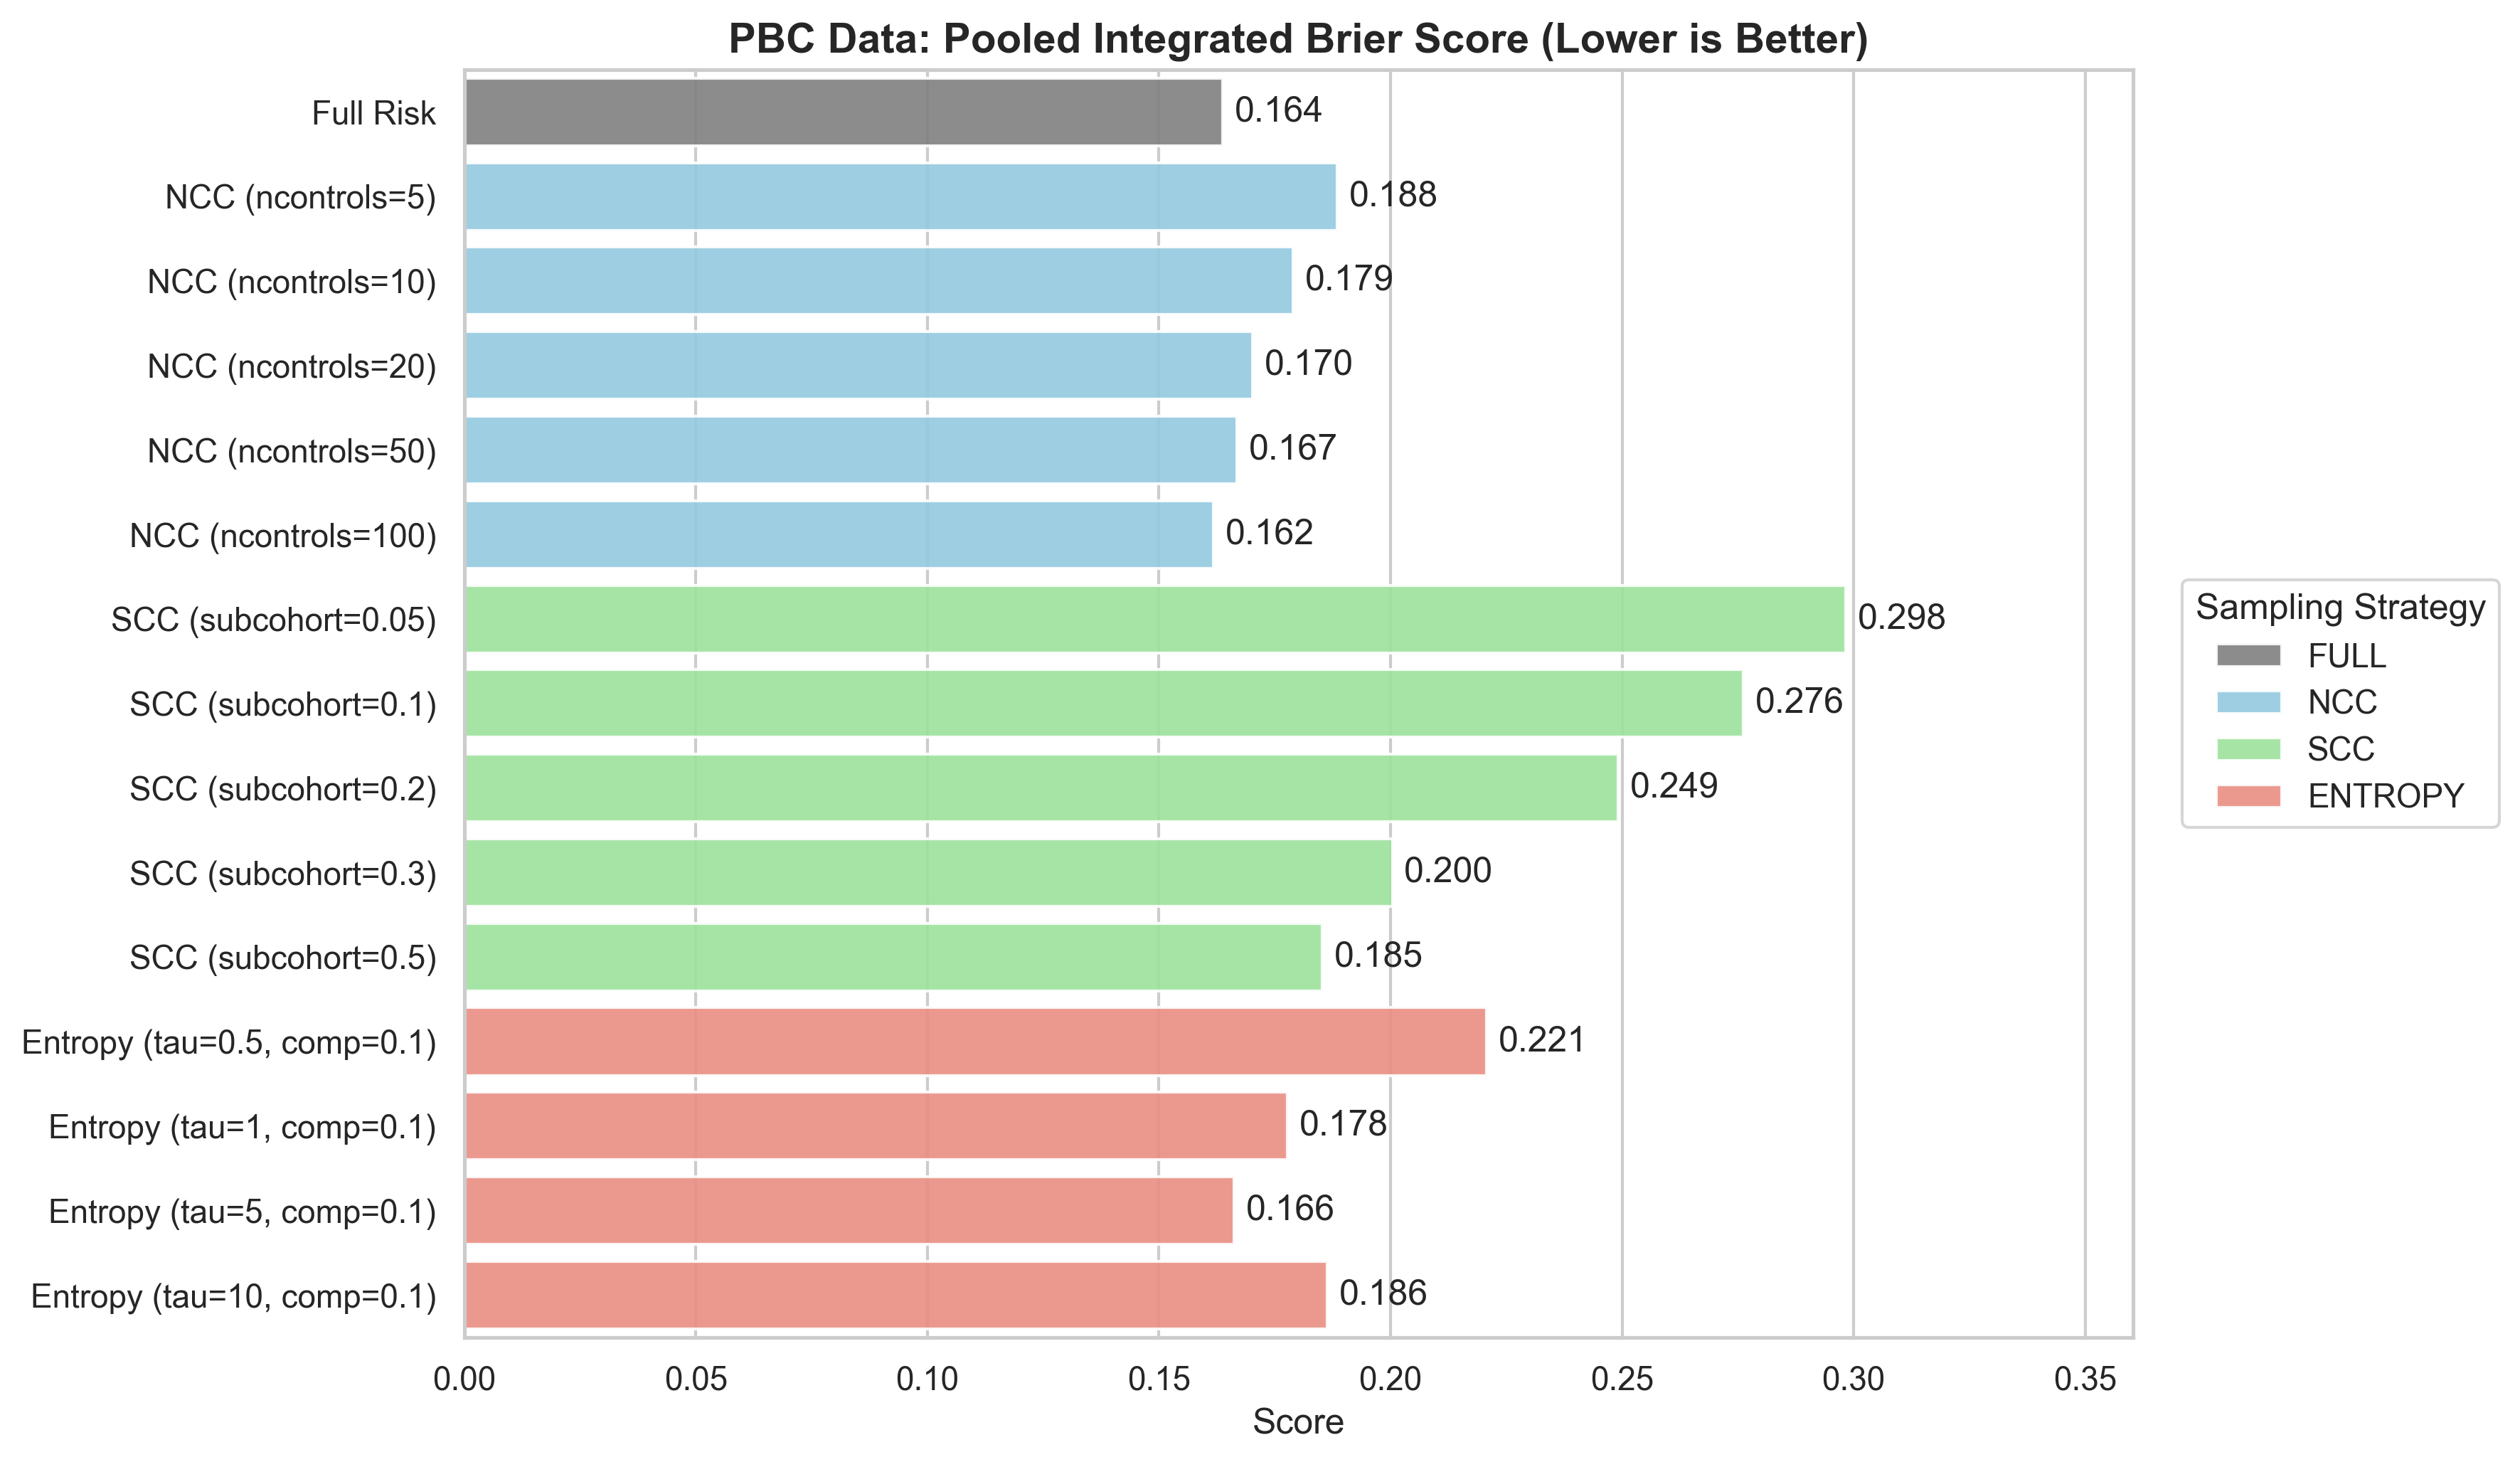 PBC Data: Pooled Integrated Brier Score (Lower is Better)
Full Risk 0.164
NCC (ncontrols=5) 0.188
NCC (ncontrols=10) 0.179
NCC (ncontrols=20) 0.170
NCC (ncontrols=50) 0.167
NCC (ncontrols=100) 0.162
SCC (subcohort=0.05) 0.298
SCC (subcohort=0.1) 0.276
SCC (subcohort=0.2) 0.249
SCC (subcohort=0.3) 0.200
SCC (subcohort=0.5) 0.185
Entropy (tau=0.5, comp=0.1) 0.221
Entropy (tau=1, comp=0.1) 0.178
Entropy (tau=5, comp=0.1) 0.166
Entropy (tau=10, comp=0.1) 0.186
0.00 0.05 0.10 0.15 0.20 0.25 0.30 0.35
Score
Sampling Strategy
FULL
NCC
SCC
ENTROPY